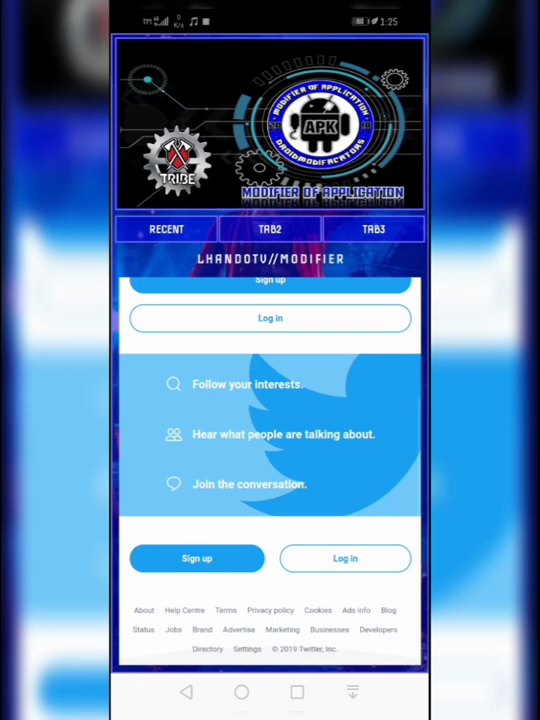 TM 0 K/s 1:25
MODIFIER OF APPLICATION
APK
DROIDMODIFACATORS
TRIBE
MODIFIER OF APPLICATION
RECENT TAB2 TAB3
LHANDOTV//MODIFIER
Sign up
Log in
Follow your interests.
Hear what people are talking about.
Join the conversation.
Sign up Log in
About Help Centre Terms Privacy policy Cookies Ads info Blog
Status Jobs Brand Advertise Marketing Businesses Developers
Directory Settings © 2019 Twitter, Inc.